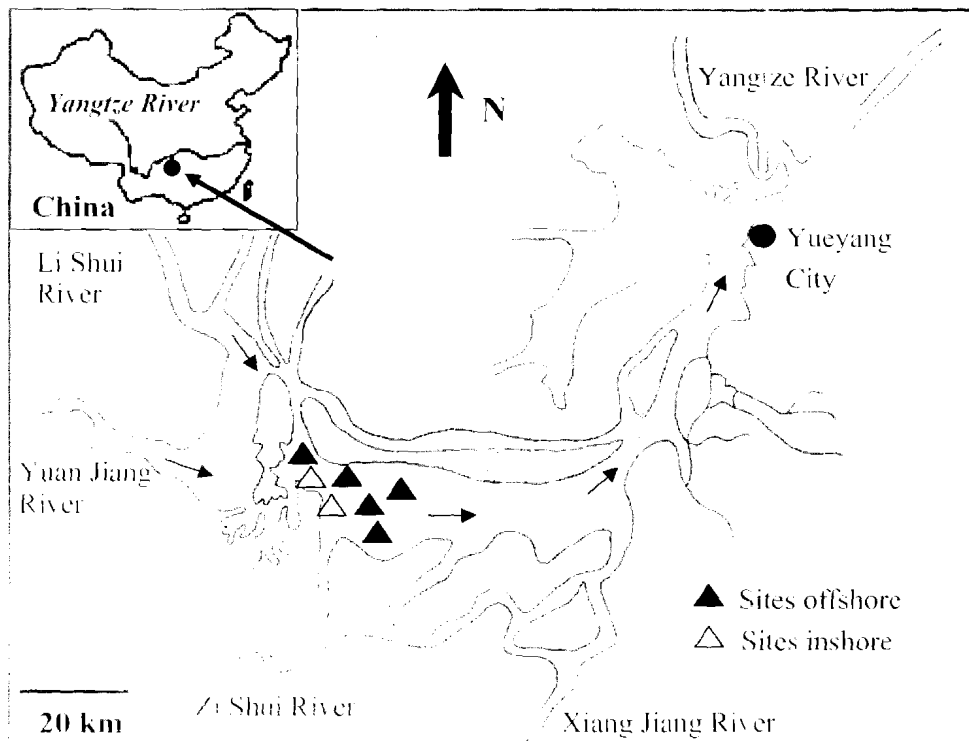 Yangtze River
China
N
Yangtze River
Yueyang
City
Li Shui
River
Yuan Jiang
River
Sites offshore
Sites inshore
20 km
Zi Shui River
Xiang Jiang River